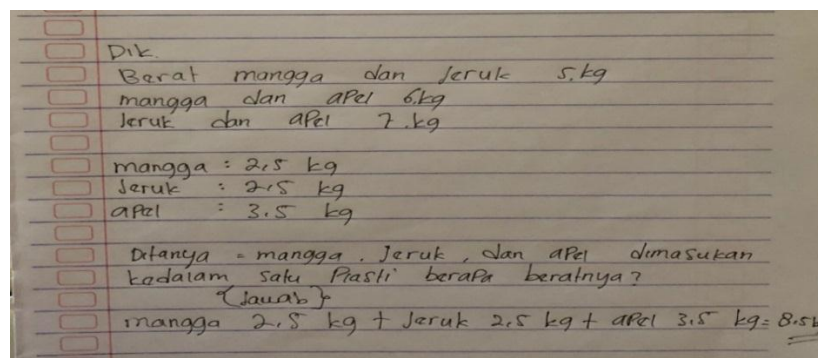 Dik.
Berat mangga dan Jeruk 5.kg
mangga dan apel 6.kg
Jeruk dan apel 7.kg
mangga : 2,5 kg
Jeruk : 2,5 kg
apel : 3.5 kg
Ditanya = mangga, Jeruk, dan apel dimasukan
kedalam satu Plasti berapa beratnya?
{Jawab}
mangga 2,5 kg + Jeruk 2,5 kg + apel 3,5 kg = 8.5k